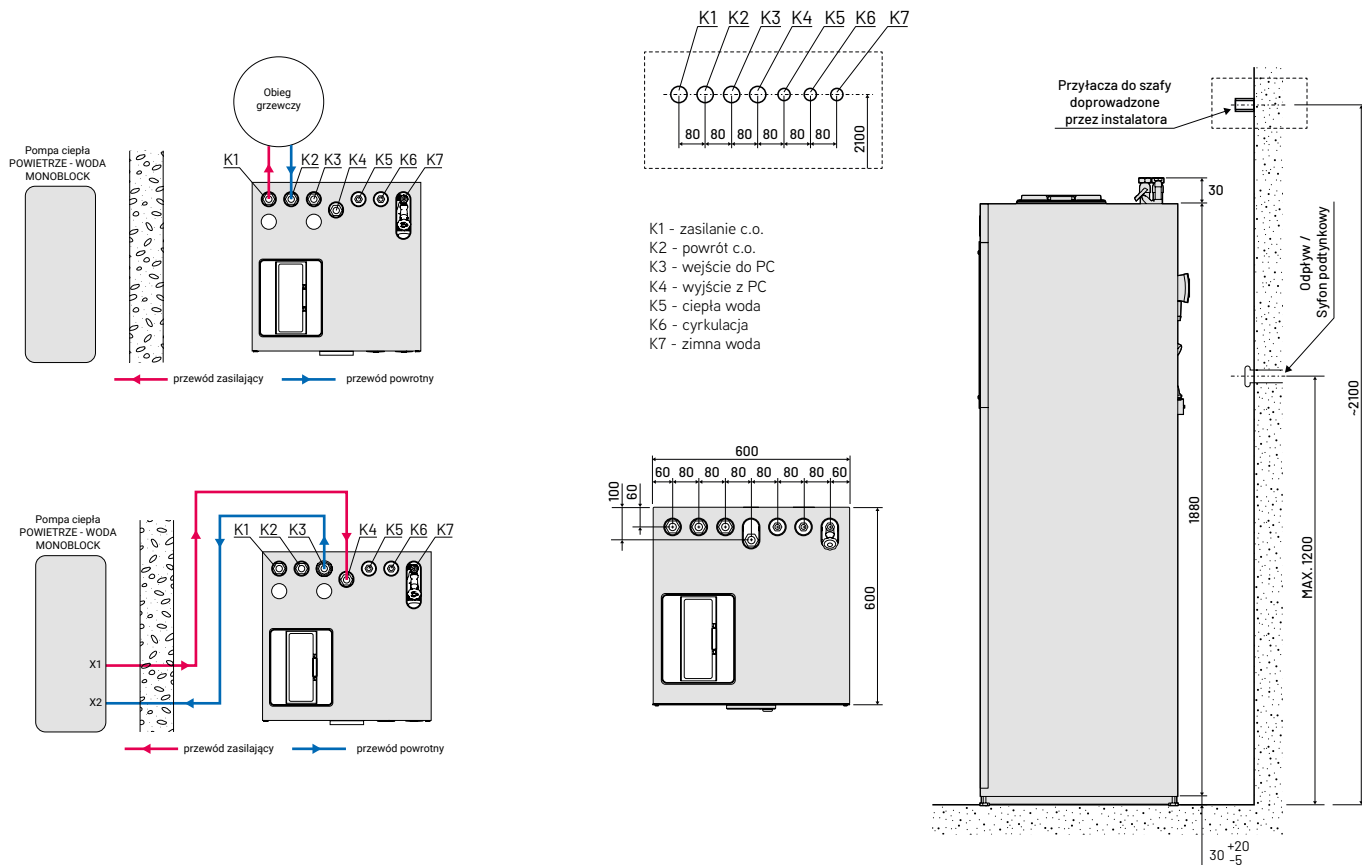 Obieg
grzewczy
Pompa ciepła
POWIETRZE - WODA
MONOBLOCK
K1 K2 K3 K4 K5 K6 K7
przewód zasilający
przewód powrotny
Pompa ciepła
POWIETRZE - WODA
MONOBLOCK
K1 K2 K3 K4 K5 K6 K7
X1
X2
przewód zasilający
przewód powrotny
K1 K2 K3 K4 K5 K6 K7
80 80 80 80 80 80
2100
K1 - zasilanie c.o.
K2 - powrót c.o.
K3 - wejście do PC
K4 - wyjście z PC
K5 - ciepła woda
K6 - cyrkulacja
K7 - zimna woda
600
60 80 80 80 80 80 80 60
100
60
600
Przyłacza do szafy
doprowadzone
przez instalatora
30
Odpływ /
Syfon podtynkowy
1880
MAX. 1200
~2100
30 +20
-5